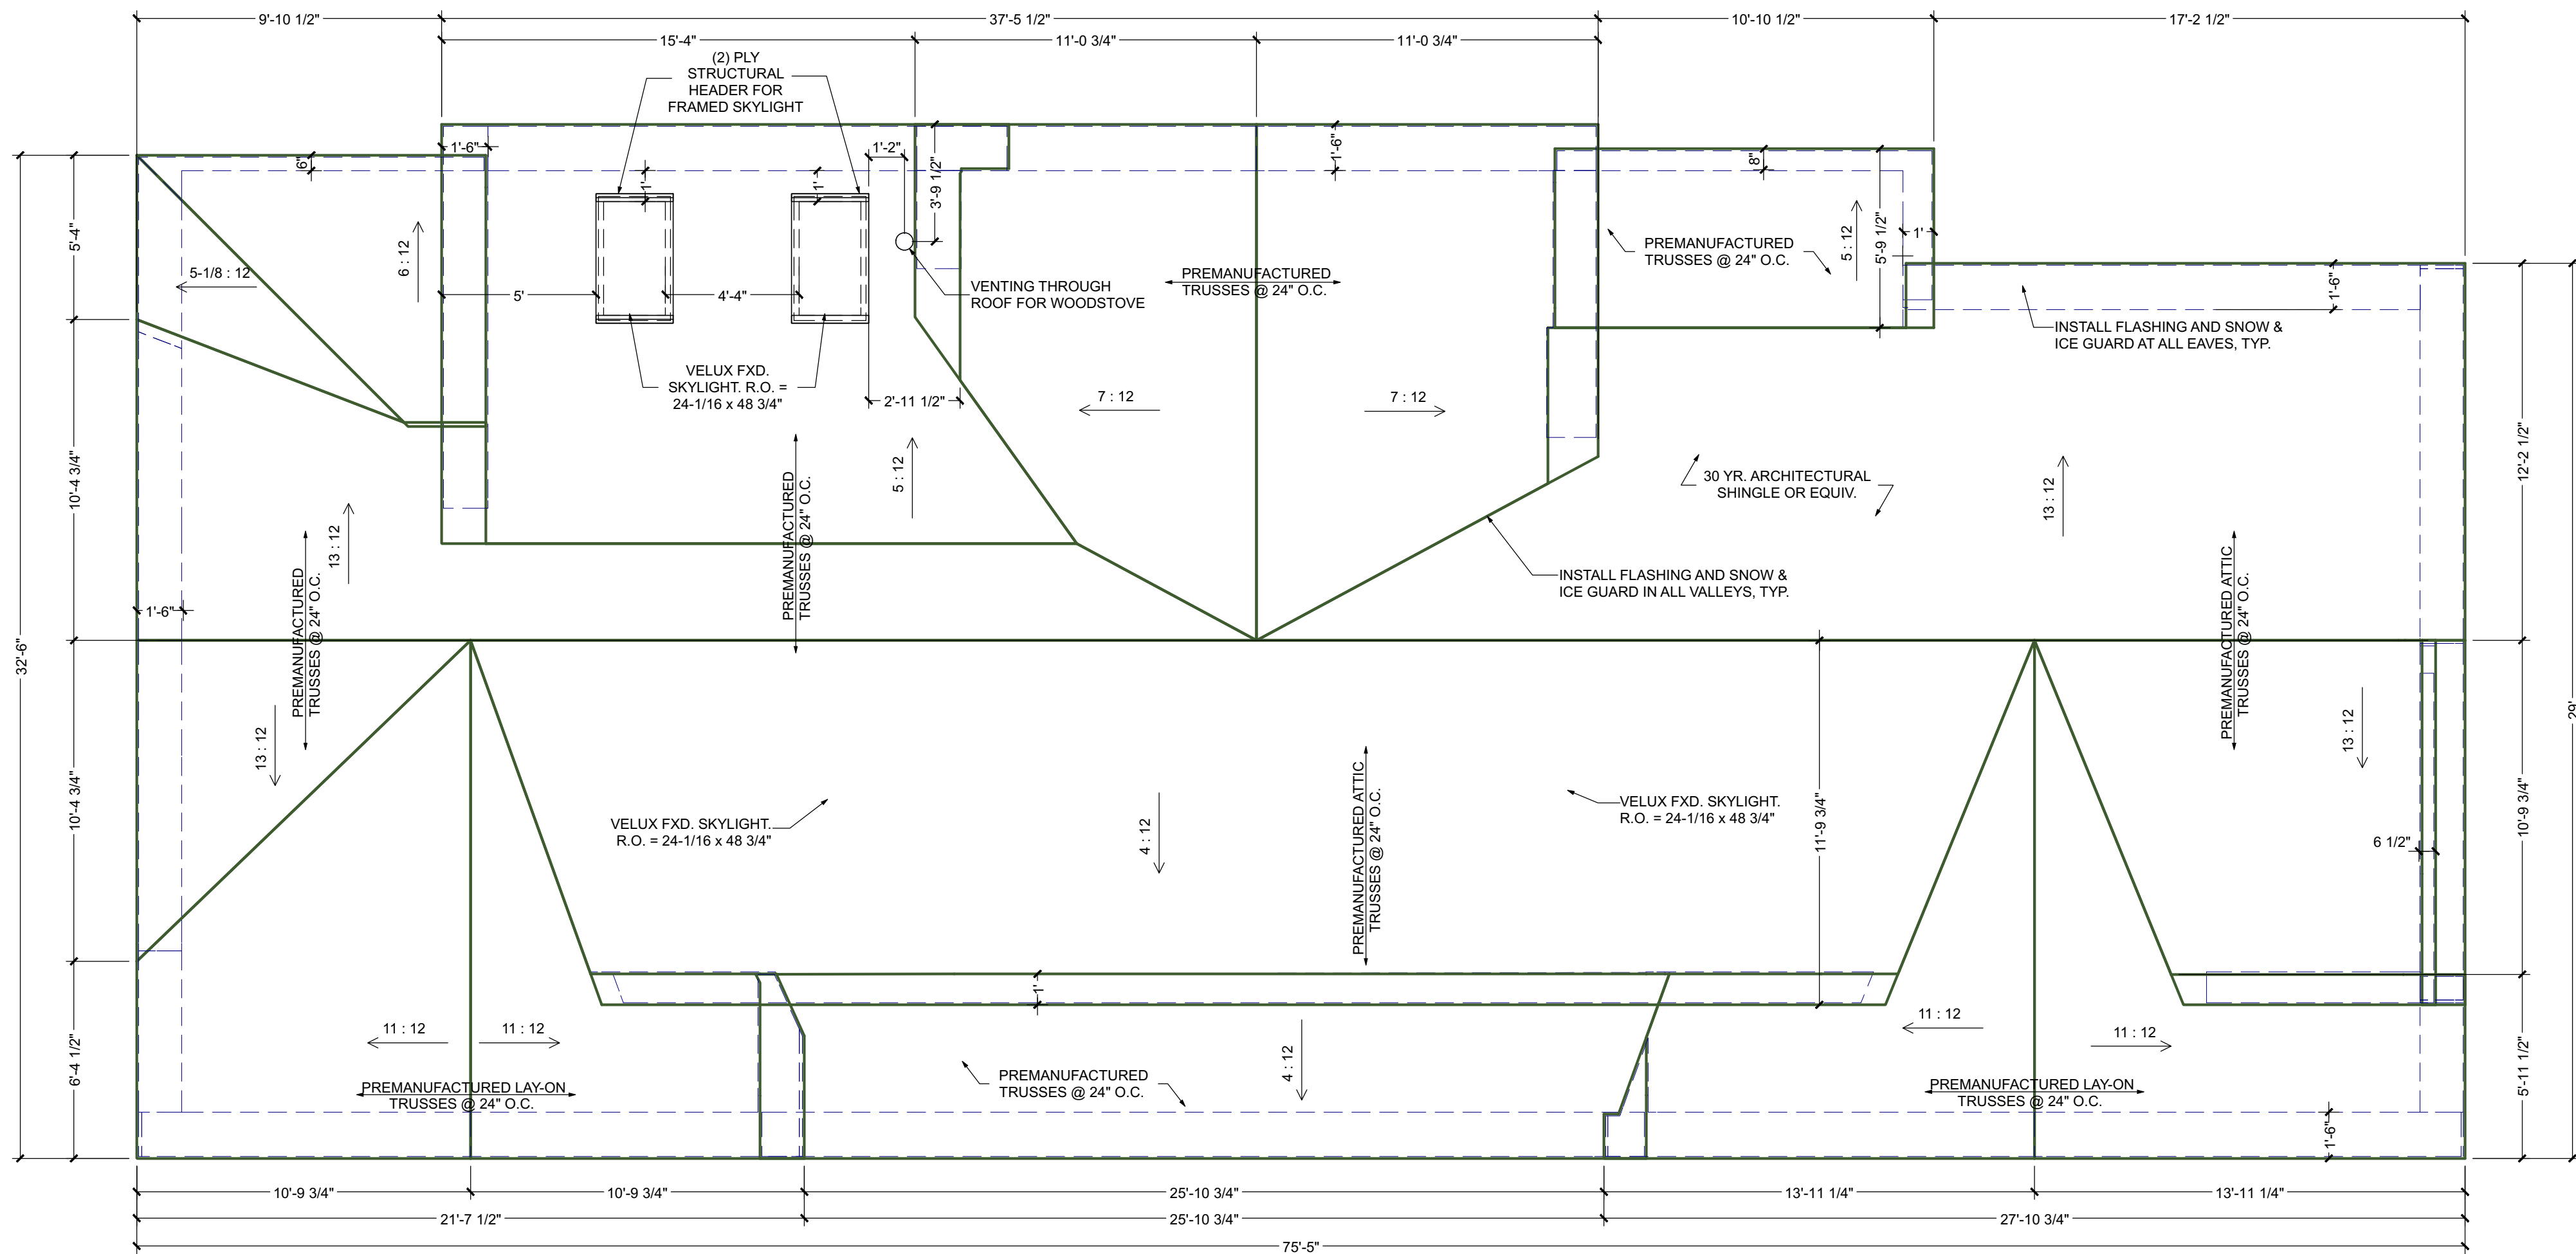 9'-10 1/2"
37'-5 1/2"
10'-10 1/2"
17'-2 1/2"
15'-4"
11'-0 3/4"
11'-0 3/4"
(2) PLY
STRUCTURAL
HEADER FOR
FRAMED SKYLIGHT
1'-6"
6"
1'
1'
1'-2"
3'-9 1/2"
1'-6"
8"
5'-4"
5-1/8 : 12
6 : 12
5'
4'-4"
VENTING THROUGH
ROOF FOR WOODSTOVE
PREMANUFACTURED
TRUSSES @ 24" O.C.
PREMANUFACTURED
TRUSSES @ 24" O.C.
5 : 12
5'-9 1/2"
1'
1'-6"
INSTALL FLASHING AND SNOW &
ICE GUARD AT ALL EAVES, TYP.
VELUX FXD.
SKYLIGHT. R.O. =
24-1/16 x 48 3/4"
2'-11 1/2"
7 : 12
7 : 12
5 : 12
10'-4 3/4"
13 : 12
PREMANUFACTURED
TRUSSES @ 24" O.C.
30 YR. ARCHITECTURAL
SHINGLE OR EQUIV.
13 : 12
12'-2 1/2"
INSTALL FLASHING AND SNOW &
ICE GUARD IN ALL VALLEYS, TYP.
1'-6"
PREMANUFACTURED
TRUSSES @ 24" O.C.
PREMANUFACTURED ATTIC
TRUSSES @ 24" O.C.
32'-6"
29'
13 : 12
13 : 12
10'-4 3/4"
VELUX FXD. SKYLIGHT.
R.O. = 24-1/16 x 48 3/4"
4 : 12
PREMANUFACTURED ATTIC
TRUSSES @ 24" O.C.
VELUX FXD. SKYLIGHT.
R.O. = 24-1/16 x 48 3/4"
11'-9 3/4"
6 1/2"
10'-9 3/4"
1'
6'-4 1/2"
11 : 12
11 : 12
4 : 12
11 : 12
11 : 12
5'-11 1/2"
PREMANUFACTURED LAY-ON
TRUSSES @ 24" O.C.
PREMANUFACTURED
TRUSSES @ 24" O.C.
PREMANUFACTURED LAY-ON
TRUSSES @ 24" O.C.
1'-6"
10'-9 3/4"
10'-9 3/4"
25'-10 3/4"
13'-11 1/4"
13'-11 1/4"
21'-7 1/2"
25'-10 3/4"
27'-10 3/4"
75'-5"